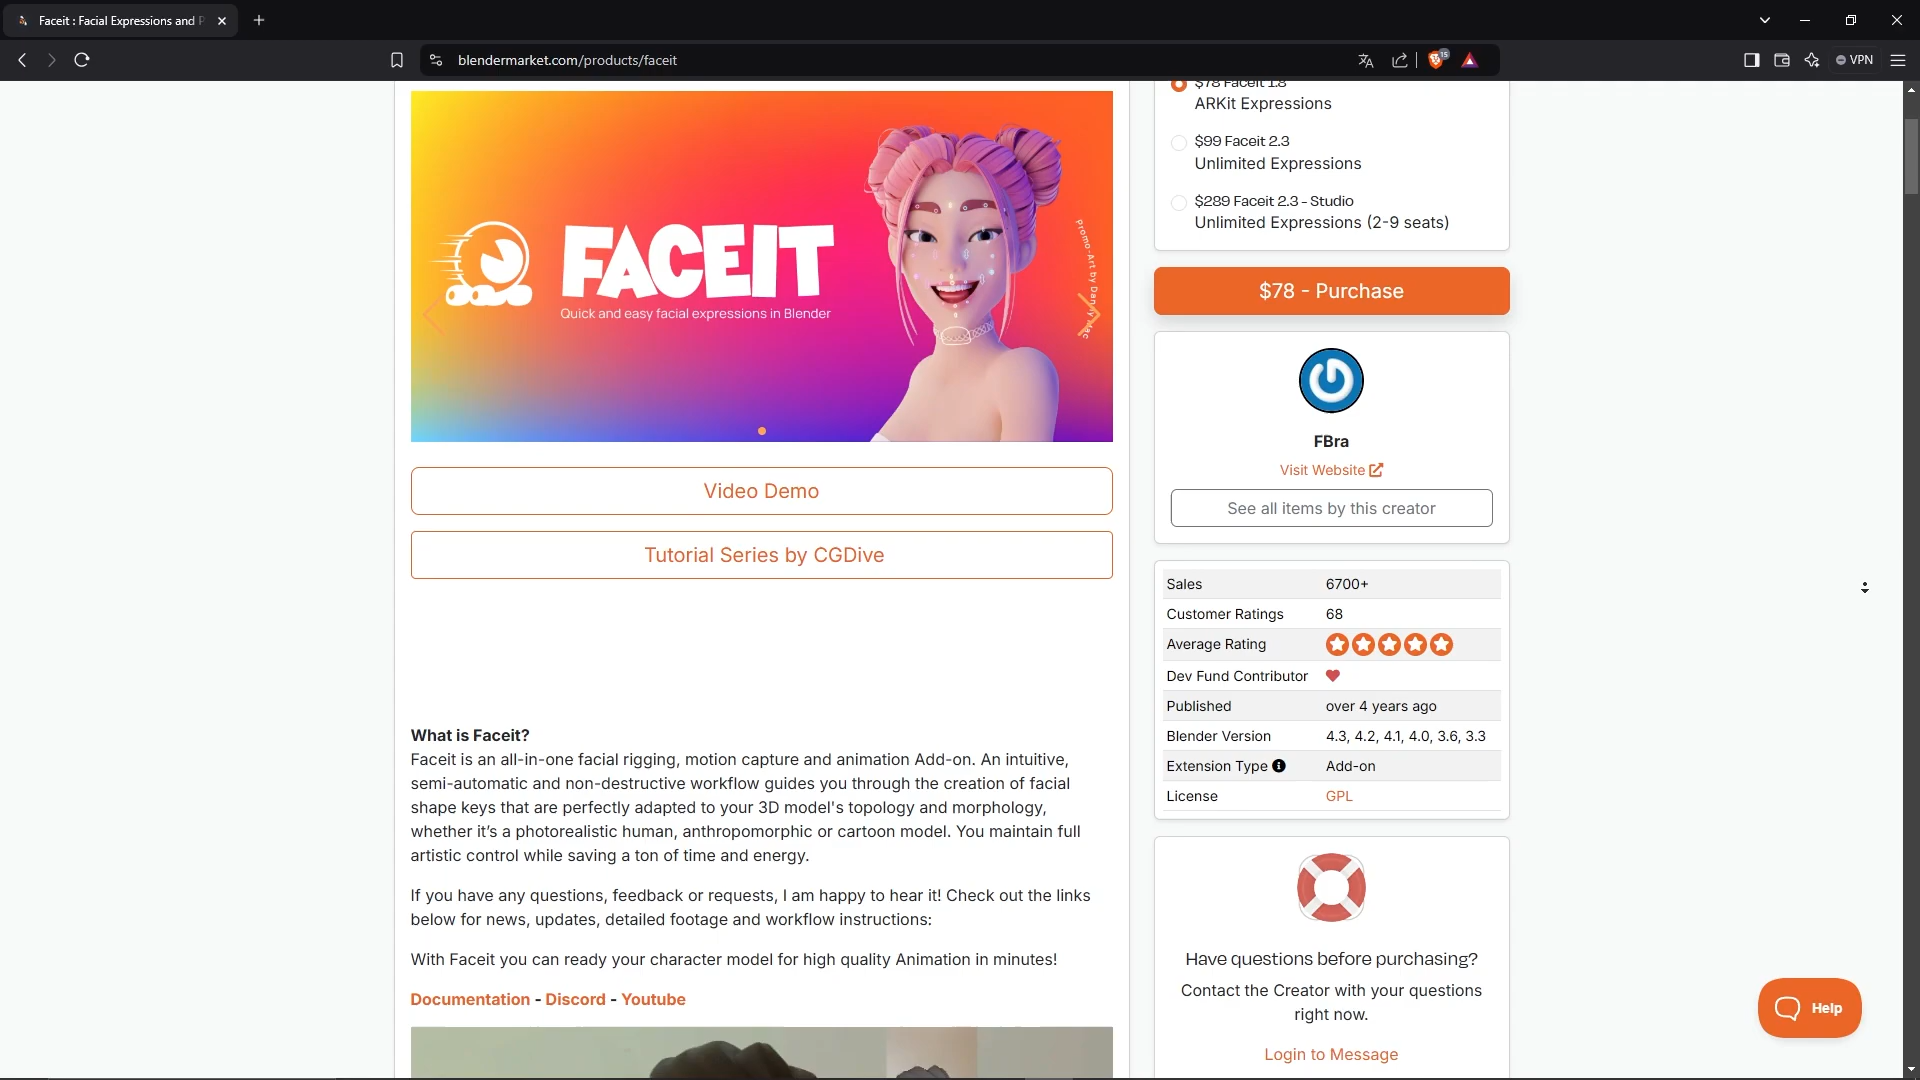 Faceit : Facial Expressions and P
blendermarket.com/products/faceit
15
VPN
FACEIT
Quick and easy facial expressions in Blender
Video Demo
Tutorial Series by CGDive
What is Faceit?
Faceit is an all-in-one facial rigging, motion capture and animation Add-on. An intuitive,
semi-automatic and non-destructive workflow guides you through the creation of facial
shape keys that are perfectly adapted to your 3D model's topology and morphology,
whether it's a photorealistic human, anthropomorphic or cartoon model. You maintain full
artistic control while saving a ton of time and energy.
If you have any questions, feedback or requests, I am happy to hear it! Check out the links
below for news, updates, detailed footage and workflow instructions:
With Faceit you can ready your character model for high quality Animation in minutes!
Documentation - Discord - Youtube
$78 Faceit 1.8
ARKit Expressions
$99 Faceit 2.3
Unlimited Expressions
$289 Faceit 2.3 - Studio
Unlimited Expressions (2-9 seats)
$78 - Purchase
FBra
Visit Website
See all items by this creator
Sales 6700+
Customer Ratings 68
Average Rating
Dev Fund Contributor
Published over 4 years ago
Blender Version 4.3, 4.2, 4.1, 4.0, 3.6, 3.3
Extension Type Add-on
License GPL
Have questions before purchasing?
Contact the Creator with your questions
right now.
Login to Message
Help